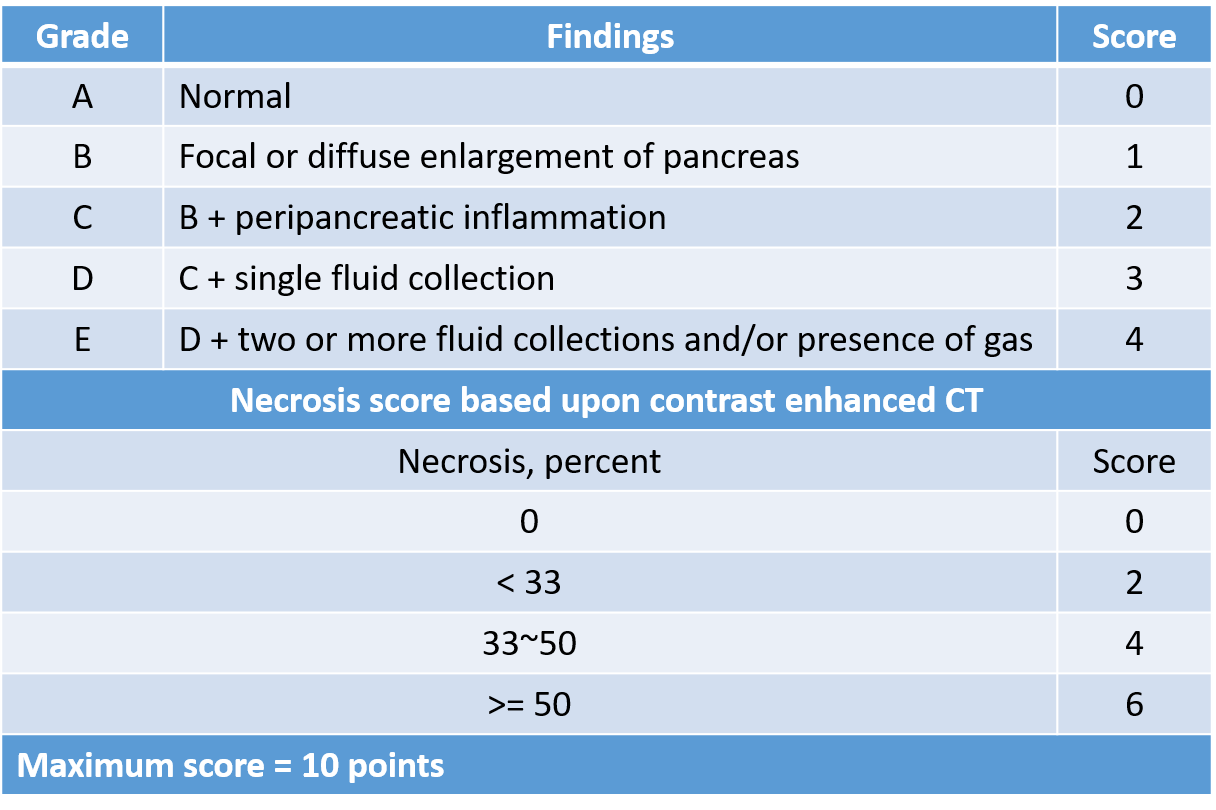 Grade Findings Score
A Normal 0
B Focal or diffuse enlargement of pancreas 1
C B + peripancreatic inflammation 2
D C + single fluid collection 3
E D + two or more fluid collections and/or presence of gas 4
Necrosis score based upon contrast enhanced CT
Necrosis, percent Score
0 0
< 33 2
33~50 4
>= 50 6
Maximum score = 10 points